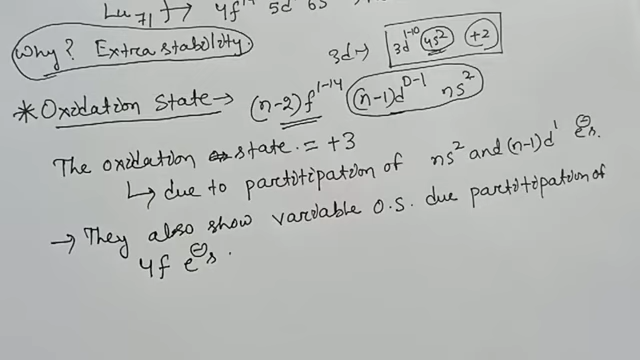 Lu₇₁ → 4f¹⁴ 5d 6s
Why? Extra stability.
3d → 3d¹⁻¹⁰ 4s² +2
* Oxidation state → (n-2)f¹⁻¹⁴ (n-1)d⁰⁻¹ ns²
The oxidation state = +3
↳ due to partitipation of ns² and (n-1)d¹ e⊖s.
→ They also show variable O.S. due partitipation of
4f e⊖s.